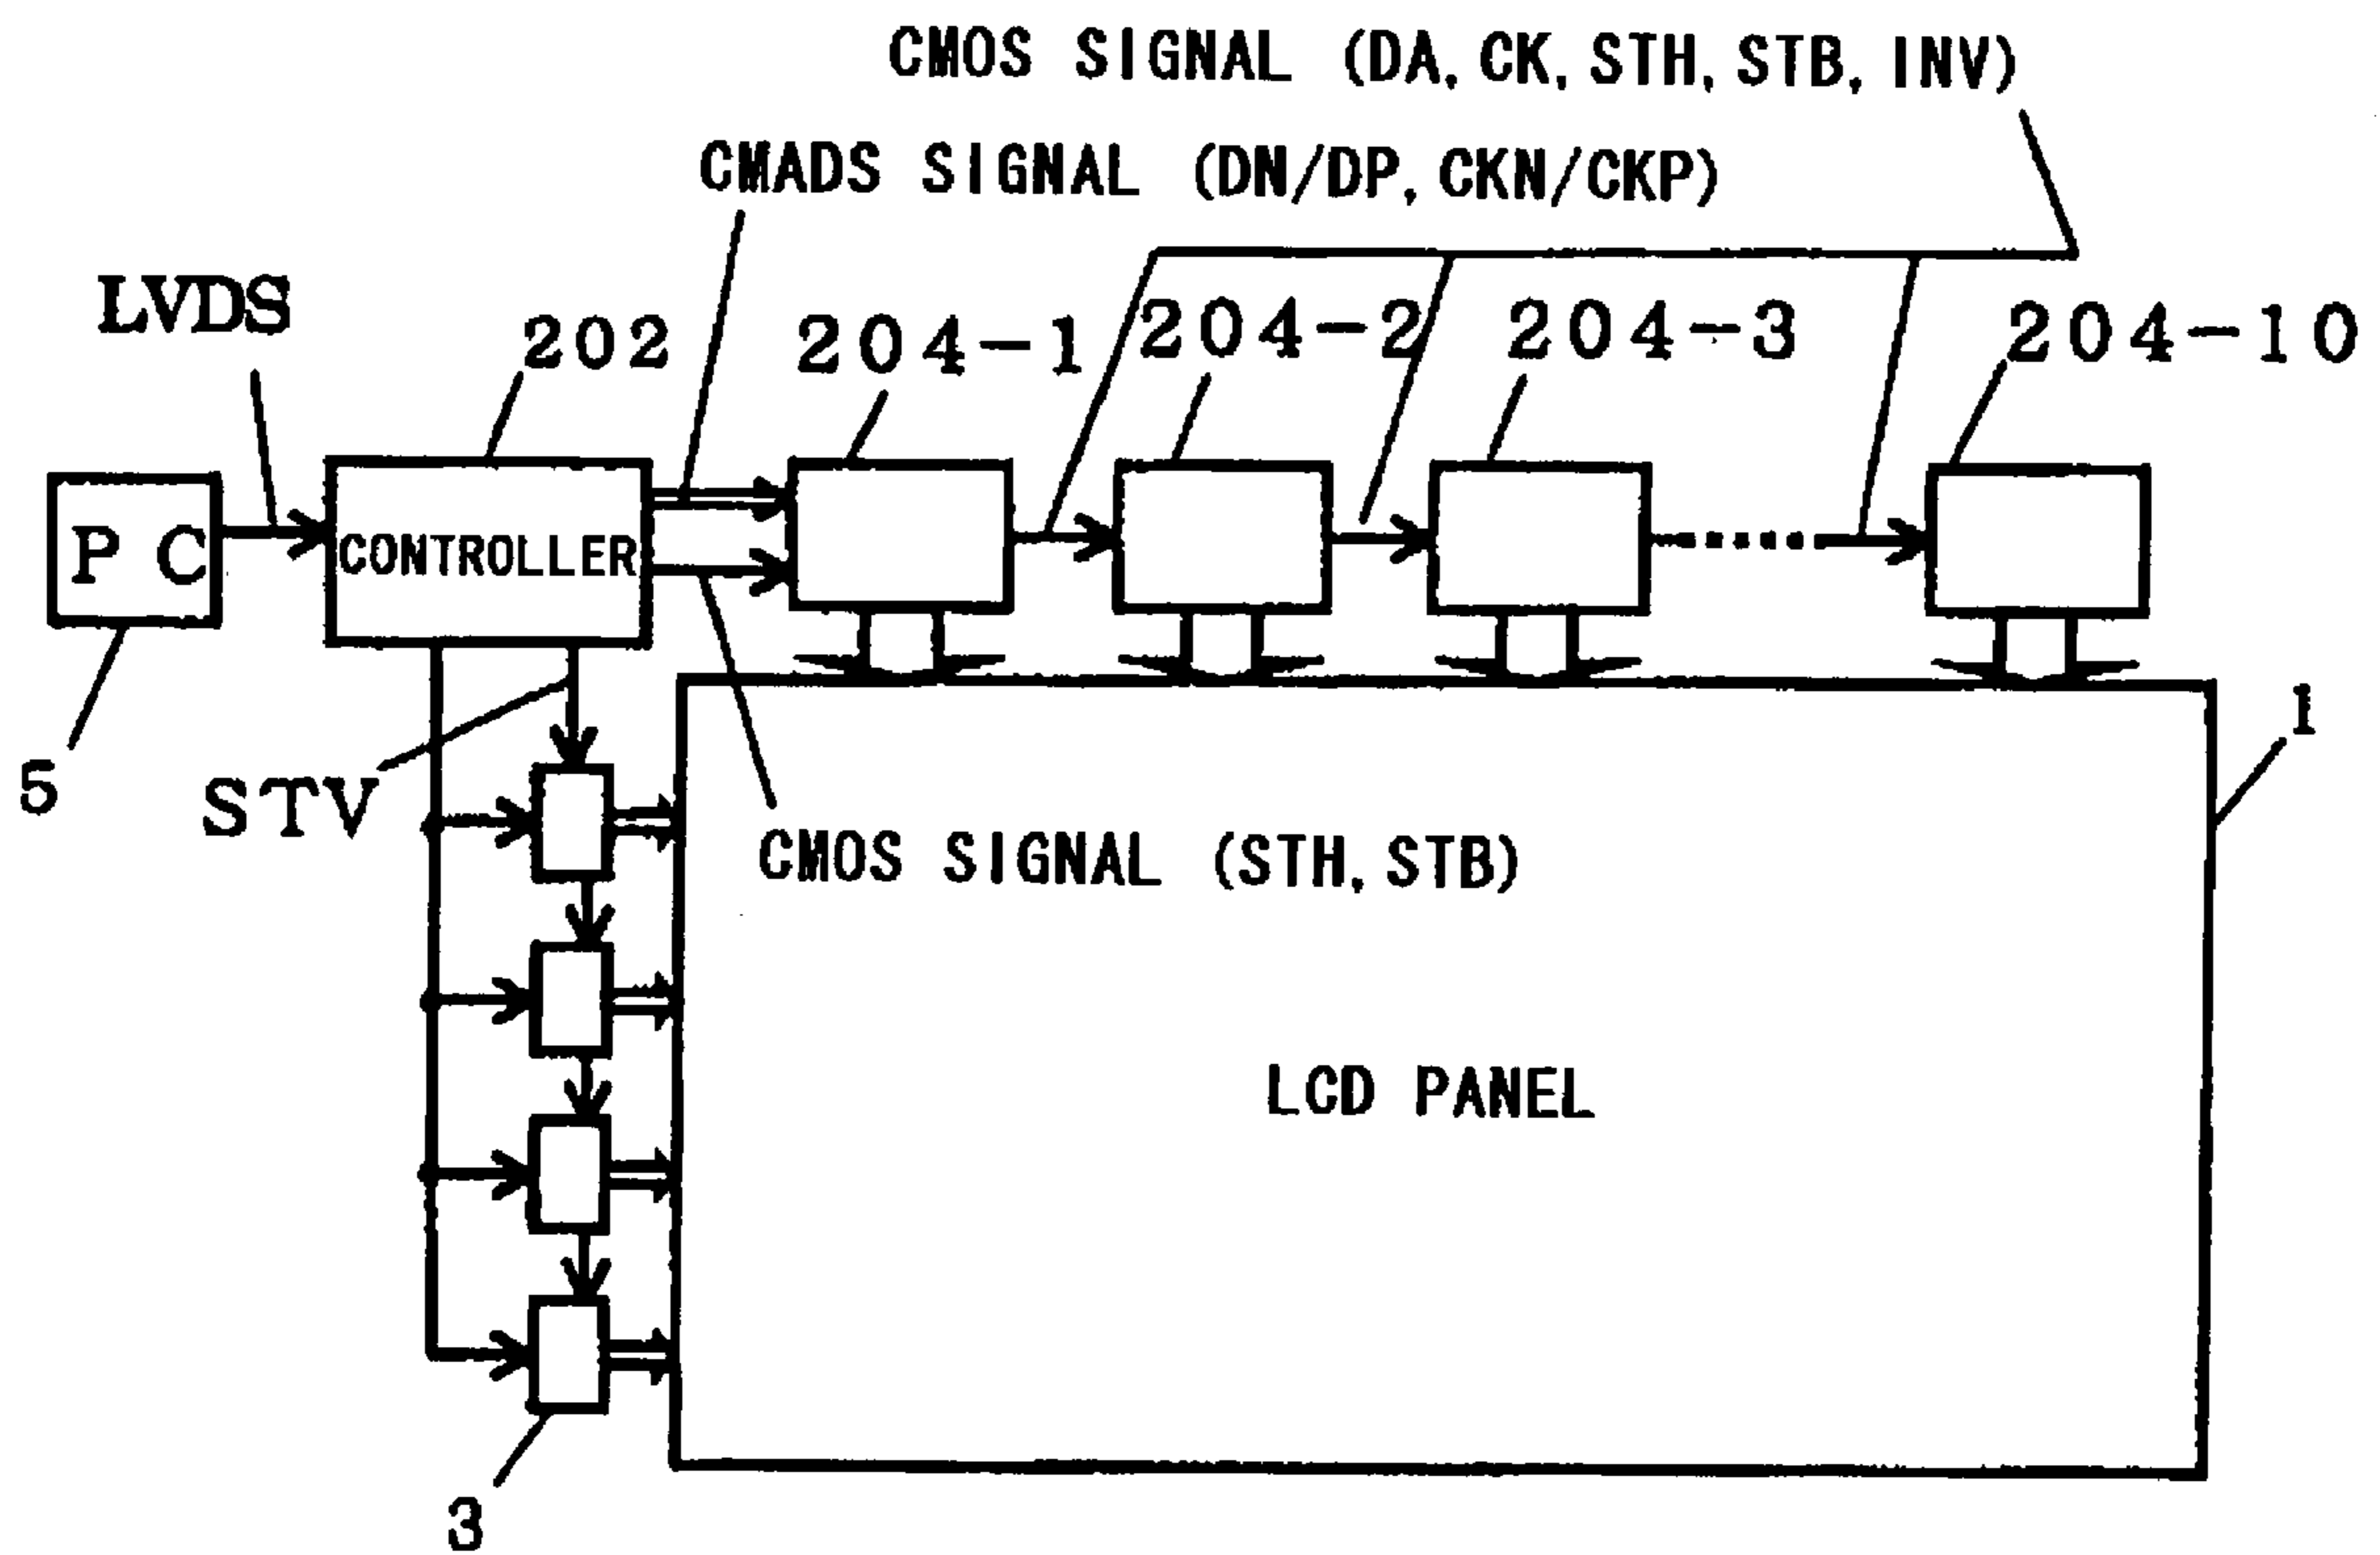 CMOS SIGNAL (DA, CK, STH, STB, INV)
CMADS SIGNAL (DN/DP, CKN/CKP)
LVDS
202
204-1
204-2
204-3
204-10
PC
CONTROLLER
5
STV
1
CMOS SIGNAL (STH, STB)
LCD PANEL
3